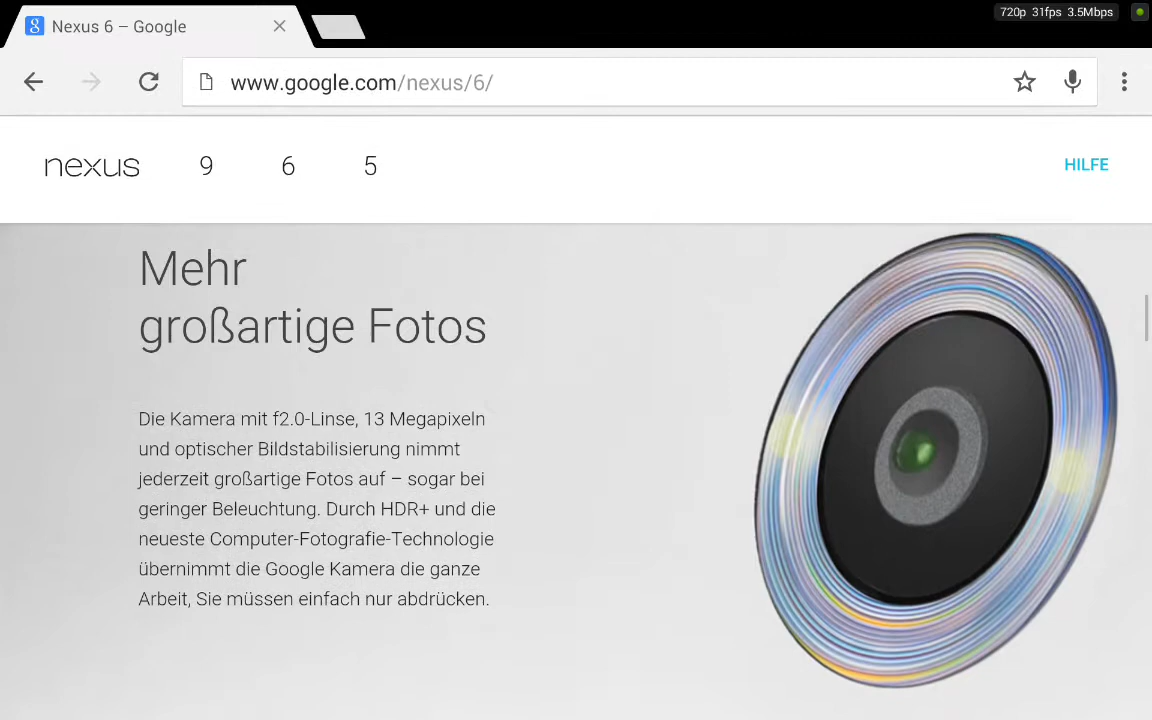 720p 31fps 3.5Mbps
Nexus 6 – Google
www.google.com/nexus/6/
nexus 9 6 5 HILFE
Mehr
großartige Fotos
Die Kamera mit f2.0-Linse, 13 Megapixeln
und optischer Bildstabilisierung nimmt
jederzeit großartige Fotos auf – sogar bei
geringer Beleuchtung. Durch HDR+ und die
neueste Computer-Fotografie-Technologie
übernimmt die Google Kamera die ganze
Arbeit, Sie müssen einfach nur abdrücken.